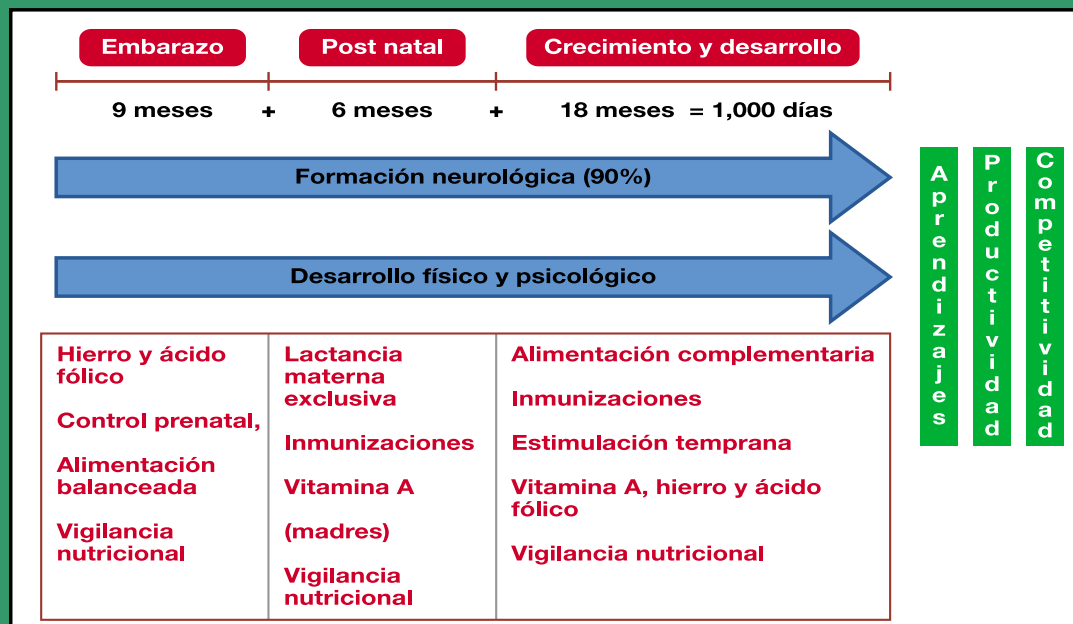 Embarazo
Post natal
Crecimiento y desarrollo
9 meses + 6 meses + 18 meses = 1,000 días
Formación neurológica (90%)
Desarrollo físico y psicológico
Hierro y ácido
fólico
Control prenatal,
Alimentación
balanceada
Vigilancia
nutricional
Lactancia
materna
exclusiva
Inmunizaciones
Vitamina A
(madres)
Vigilancia
nutricional
Alimentación complementaria
Inmunizaciones
Estimulación temprana
Vitamina A, hierro y ácido
fólico
Vigilancia nutricional
Aprendizajes
Productividad
Competitividad